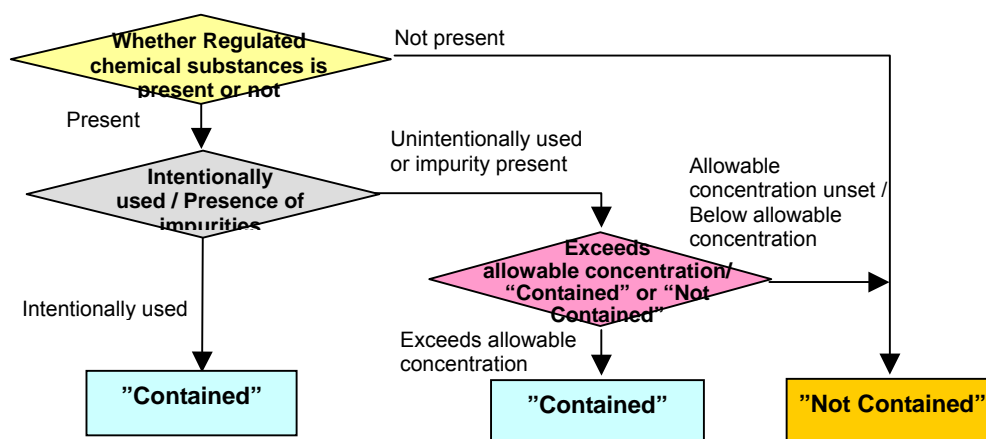 Whether Regulated
chemical substances is
present or not
Not present
Present
Unintentionally used
or impurity present
Intentionally
used / Presence of
impurities
Allowable
concentration unset /
Below allowable
concentration
Exceeds
allowable concentration/
“Contained” or “Not
Contained”
Intentionally used
Exceeds allowable
concentration
”Contained”
”Contained”
”Not Contained”